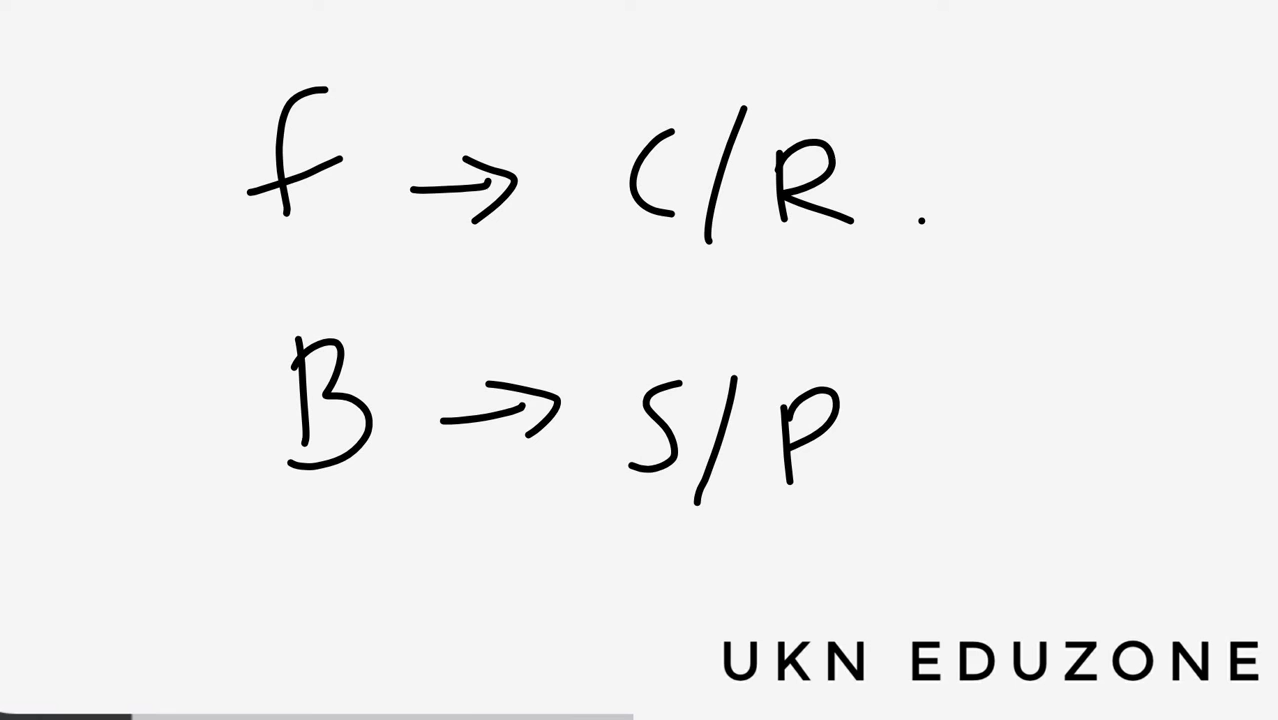 f → C/R .
B → S/P
UKN EDUZONE